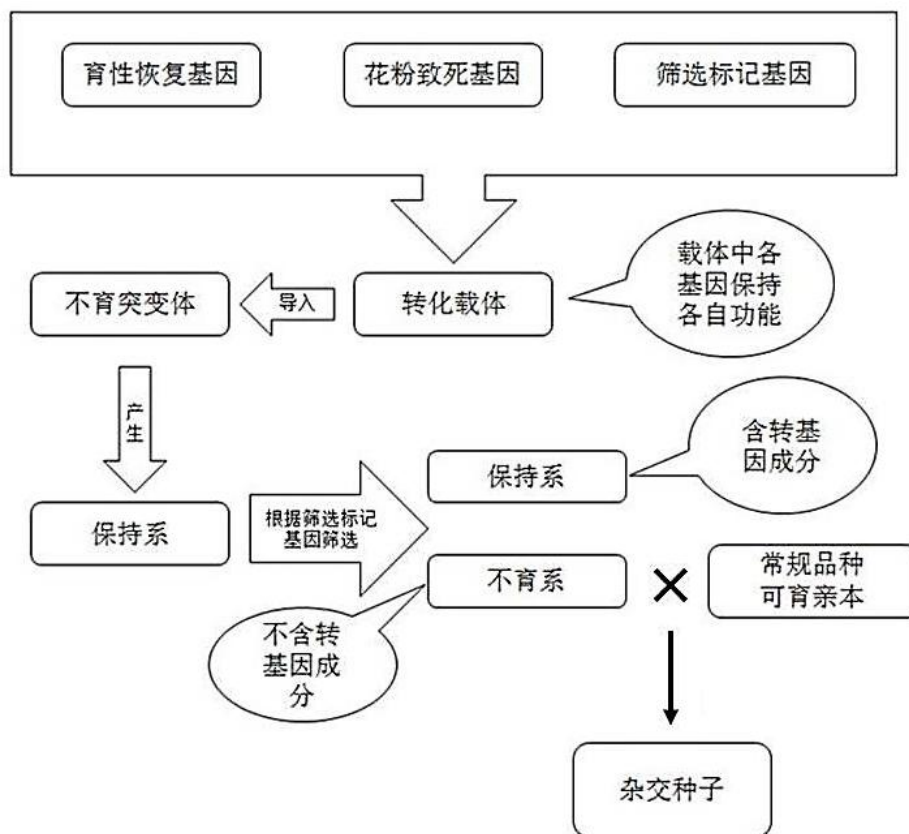 育性恢复基因
花粉致死基因
筛选标记基因
载体中各
基因保持
各自功能
不育突变体
导入
转化载体
产
生
含转基
因成分
保持系
根据筛选标记
基因筛选
保持系
不育系
常规品种
可育亲本
不含转
基因成
分
杂交种子